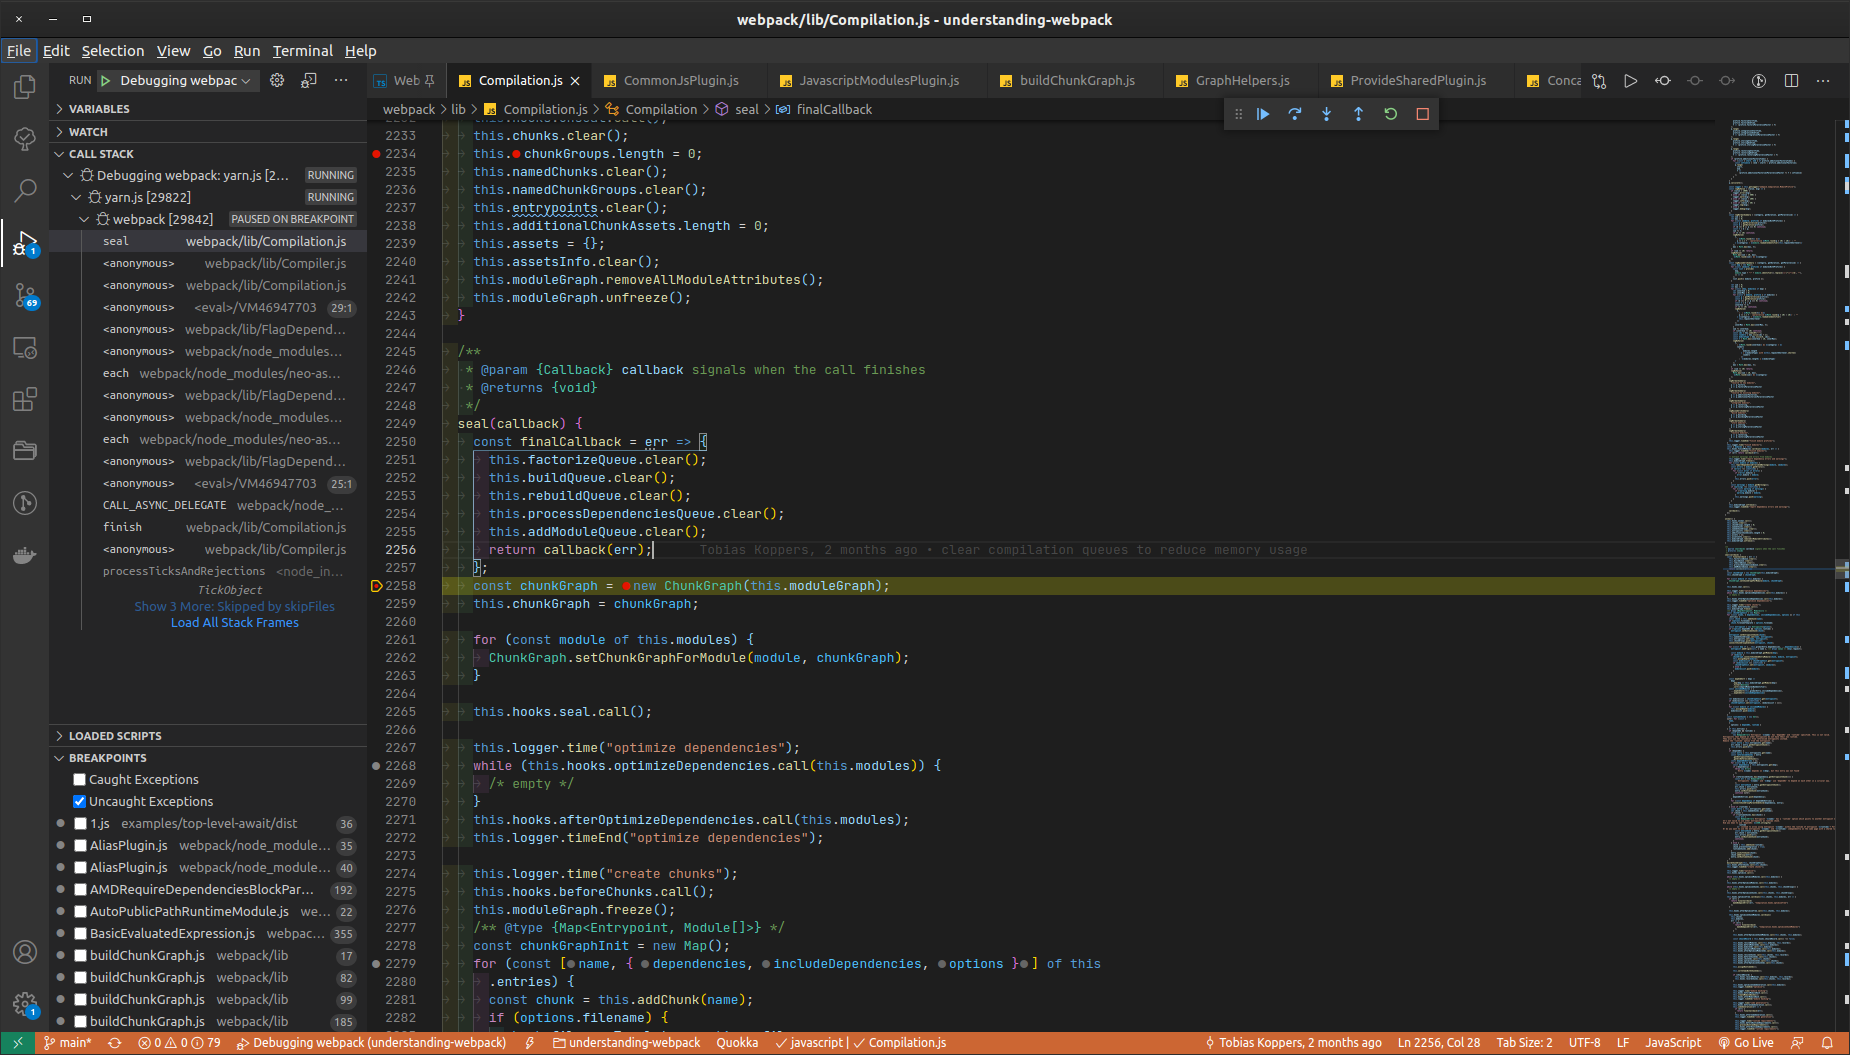 webpack/lib/Compilation.js - understanding-webpack
File Edit Selection View Go Run Terminal Help
RUN Debugging webpac
Web Compilation.js CommonJsPlugin.js JavascriptModulesPlugin.js buildChunkGraph.js GraphHelpers.js ProvideSharedPlugin.js Conca
webpack > lib > Compilation.js > Compilation > seal > finalCallback
VARIABLES
WATCH
CALL STACK
Debugging webpack: yarn.js [2... RUNNING
yarn.js [29822] RUNNING
webpack [29842] PAUSED ON BREAKPOINT
seal webpack/lib/Compilation.js
<anonymous> webpack/lib/Compiler.js
<anonymous> webpack/lib/Compilation.js
<anonymous> <eval>/VM46947703 29:1
<anonymous> webpack/lib/FlagDepend...
<anonymous> webpack/node_modules...
each webpack/node_modules/neo-as...
<anonymous> webpack/lib/FlagDepend...
<anonymous> webpack/node_modules...
each webpack/node_modules/neo-as...
<anonymous> webpack/lib/FlagDepend...
<anonymous> <eval>/VM46947703 25:1
CALL_ASYNC_DELEGATE webpack/node_...
finish webpack/lib/Compilation.js
<anonymous> webpack/lib/Compiler.js
processTicksAndRejections <node_in...
TickObject
Show 3 More: Skipped by skipFiles
Load All Stack Frames
LOADED SCRIPTS
BREAKPOINTS
Caught Exceptions
Uncaught Exceptions
1.js examples/top-level-await/dist 36
AliasPlugin.js webpack/node_module... 35
AliasPlugin.js webpack/node_module... 40
AMDRequireDependenciesBlockPar... 192
AutoPublicPathRuntimeModule.js we... 22
BasicEvaluatedExpression.js webpac... 355
buildChunkGraph.js webpack/lib 17
buildChunkGraph.js webpack/lib 82
buildChunkGraph.js webpack/lib 99
buildChunkGraph.js webpack/lib 185
1
69
1
2233 this.chunks.clear();
2234 this.chunkGroups.length = 0;
2235 this.namedChunks.clear();
2236 this.namedChunkGroups.clear();
2237 this.entrypoints.clear();
2238 this.additionalChunkAssets.length = 0;
2239 this.assets = {};
2240 this.assetsInfo.clear();
2241 this.moduleGraph.removeAllModuleAttributes();
2242 this.moduleGraph.unfreeze();
2243 }
2244
2245 /**
2246 * @param {Callback} callback signals when the call finishes
2247 * @returns {void}
2248 */
2249 seal(callback) {
2250 const finalCallback = err => {
2251 this.factorizeQueue.clear();
2252 this.buildQueue.clear();
2253 this.rebuildQueue.clear();
2254 this.processDependenciesQueue.clear();
2255 this.addModuleQueue.clear();
2256 return callback(err); Tobias Koppers, 2 months ago • clear compilation queues to reduce memory usage
2257 };
2258 const chunkGraph = new ChunkGraph(this.moduleGraph);
2259 this.chunkGraph = chunkGraph;
2260
2261 for (const module of this.modules) {
2262 ChunkGraph.setChunkGraphForModule(module, chunkGraph);
2263 }
2264
2265 this.hooks.seal.call();
2266
2267 this.logger.time("optimize dependencies");
2268 while (this.hooks.optimizeDependencies.call(this.modules)) {
2269 /* empty */
2270 }
2271 this.hooks.afterOptimizeDependencies.call(this.modules);
2272 this.logger.timeEnd("optimize dependencies");
2273
2274 this.logger.time("create chunks");
2275 this.hooks.beforeChunks.call();
2276 this.moduleGraph.freeze();
2277 /** @type {Map<Entrypoint, Module[]>} */
2278 const chunkGraphInit = new Map();
2279 for (const [name, { dependencies, includeDependencies, options }] of this
2280 .entries) {
2281 const chunk = this.addChunk(name);
2282 if (options.filename) {
main* 0 0 79 Debugging webpack (understanding-webpack) understanding-webpack Quokka javascript | Compilation.js Tobias Koppers, 2 months ago Ln 2256, Col 28 Tab Size: 2 UTF-8 LF JavaScript Go Live